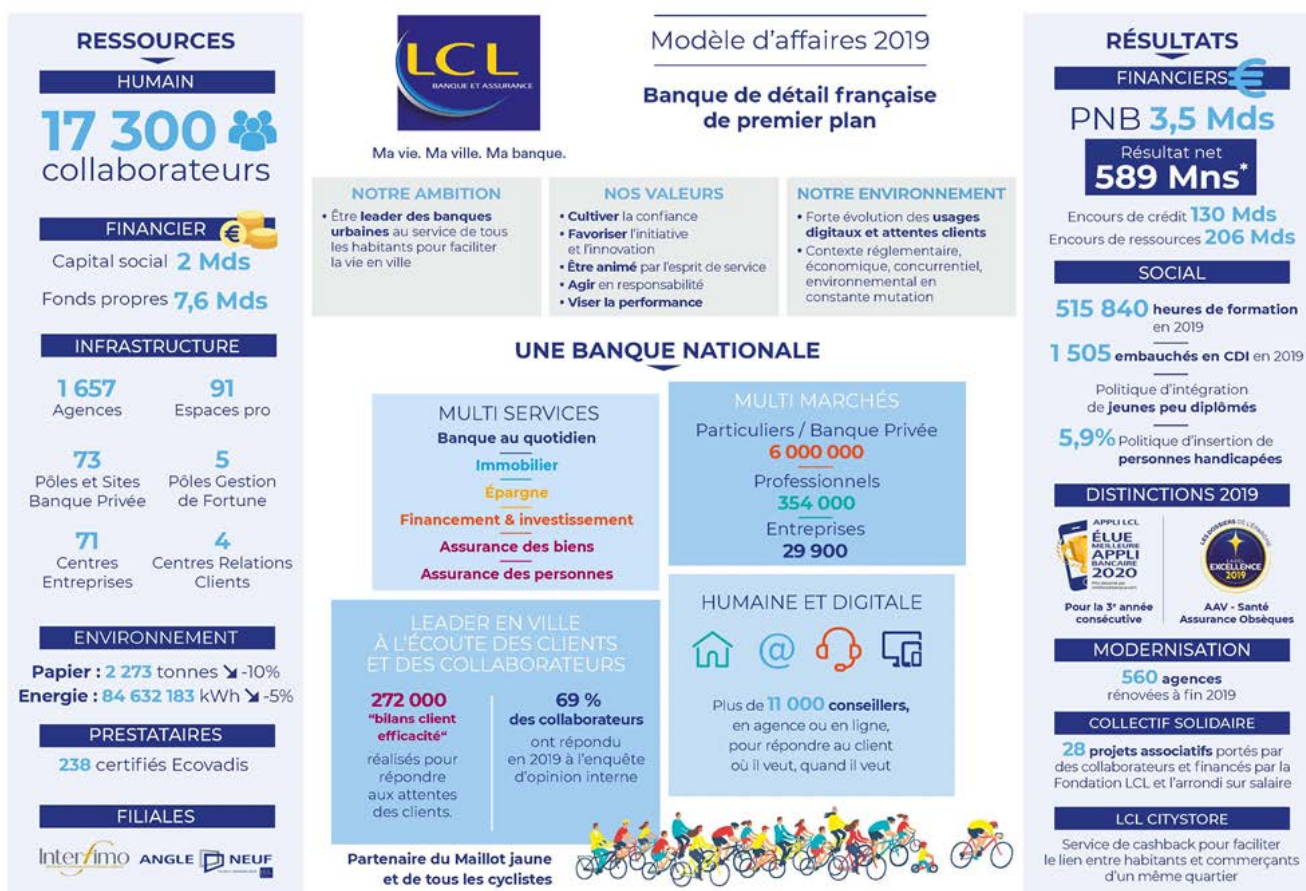 RESSOURCES
HUMAIN
17 300
collaborateurs
FINANCIER
Capital social 2 Mds
Fonds propres 7,6 Mds
INFRASTRUCTURE
1 657
Agences
91
Espaces pro
73
Pôles et Sites
Banque Privée
5
Pôles Gestion
de Fortune
71
Centres
Entreprises
4
Centres Relations
Clients
ENVIRONNEMENT
Papier : 2 273 tonnes ↘ -10%
Energie : 84 632 183 kWh ↘ -5%
PRESTATAIRES
238 certifiés Ecovadis
FILIALES
Interfimo
ANGLE NEUF
LCL
BANQUE ET ASSURANCE
Ma vie. Ma ville. Ma banque.
Modèle d'affaires 2019
Banque de détail française
de premier plan
NOTRE AMBITION
• Être leader des banques
urbaines au service de tous
les habitants pour faciliter
la vie en ville
NOS VALEURS
• Cultiver la confiance
• Favoriser l'initiative
et l'innovation
• Être animé par l'esprit de service
• Agir en responsabilité
• Viser la performance
NOTRE ENVIRONNEMENT
• Forte évolution des usages
digitaux et attentes clients
• Contexte réglementaire,
économique, concurrentiel,
environnemental en
constante mutation
UNE BANQUE NATIONALE
MULTI SERVICES
Banque au quotidien
Immobilier
Épargne
Financement & investissement
Assurance des biens
Assurance des personnes
MULTI MARCHÉS
Particuliers / Banque Privée
6 000 000
Professionnels
354 000
Entreprises
29 900
LEADER EN VILLE
À L'ÉCOUTE DES CLIENTS
ET DES COLLABORATEURS
272 000
"bilans client
efficacité"
réalisés pour
répondre
aux attentes
des clients.
69 %
des collaborateurs
ont répondu
en 2019 à l'enquête
d'opinion interne
HUMAINE ET DIGITALE
@
Plus de 11 000 conseillers,
en agence ou en ligne,
pour répondre au client
où il veut, quand il veut
Partenaire du Maillot jaune
et de tous les cyclistes
RÉSULTATS
FINANCIERS €
PNB 3,5 Mds
Résultat net
589 Mns*
Encours de crédit 130 Mds
Encours de ressources 206 Mds
SOCIAL
515 840 heures de formation
en 2019
1 505 embauchés en CDI en 2019
Politique d'intégration
de jeunes peu diplômés
5,9% Politique d'insertion de
personnes handicapées
DISTINCTIONS 2019
APPLI LCL
ÉLUE
MEILLEURE
APPLI
BANCAIRE
2020
Pour la 3e année
consécutive
LES DOSSIERS DE L'ÉPARGNE
LABEL
EXCELLENCE
2019
AAV - Santé
Assurance Obsèques
MODERNISATION
560 agences
rénovées à fin 2019
COLLECTIF SOLIDAIRE
28 projets associatifs portés par
des collaborateurs et financés par la
Fondation LCL et l'arrondi sur salaire
LCL CITYSTORE
Service de cashback pour faciliter
le lien entre habitants et commerçants
d'un même quartier